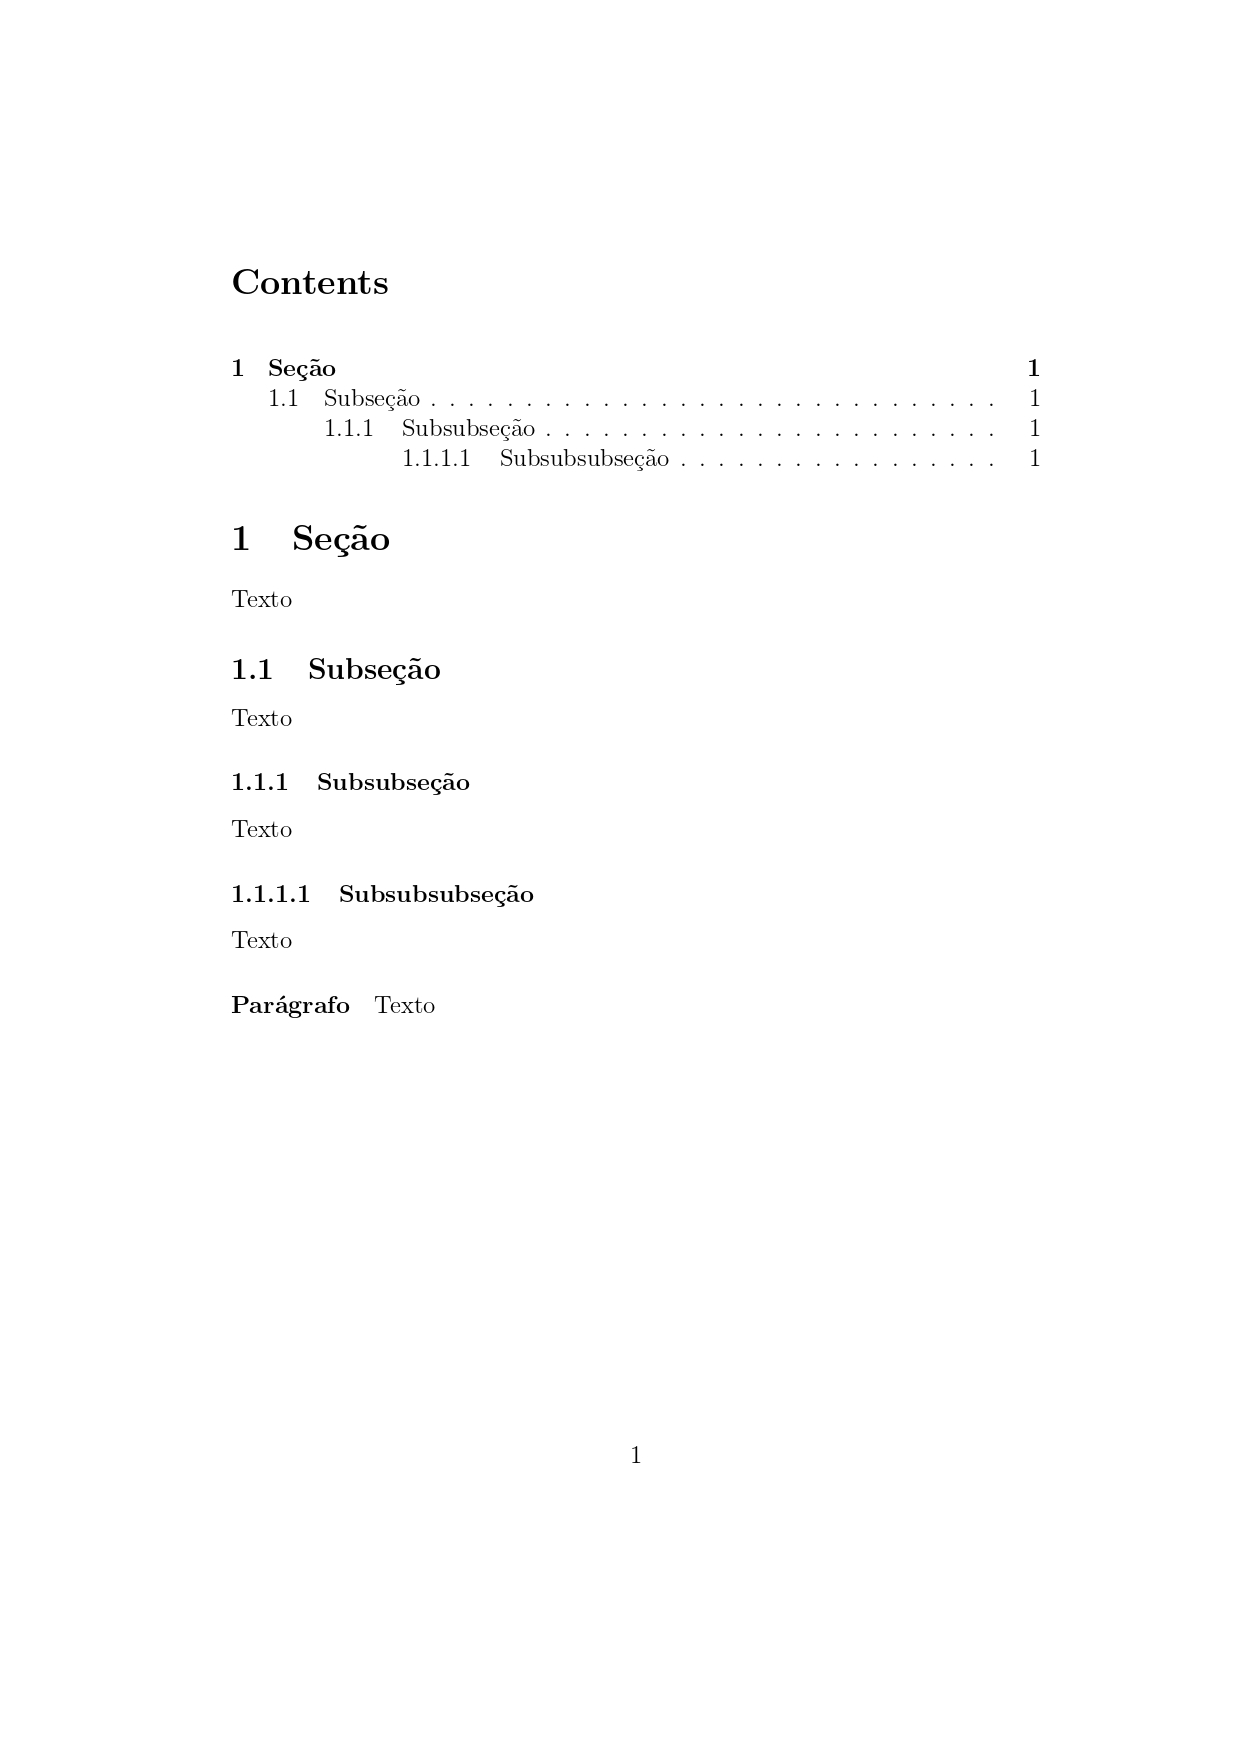 Contents
1 Seção 1
1.1 Subseção . . . . . . . . . . . . . . . . . . . . . . . . . . . . . . 1
1.1.1 Subsubseção . . . . . . . . . . . . . . . . . . . . . . . . 1
1.1.1.1 Subsubsubseção . . . . . . . . . . . . . . . . . 1
1 Seção
Texto
1.1 Subseção
Texto
1.1.1 Subsubseção
Texto
1.1.1.1 Subsubsubseção
Texto
Parágrafo Texto
1